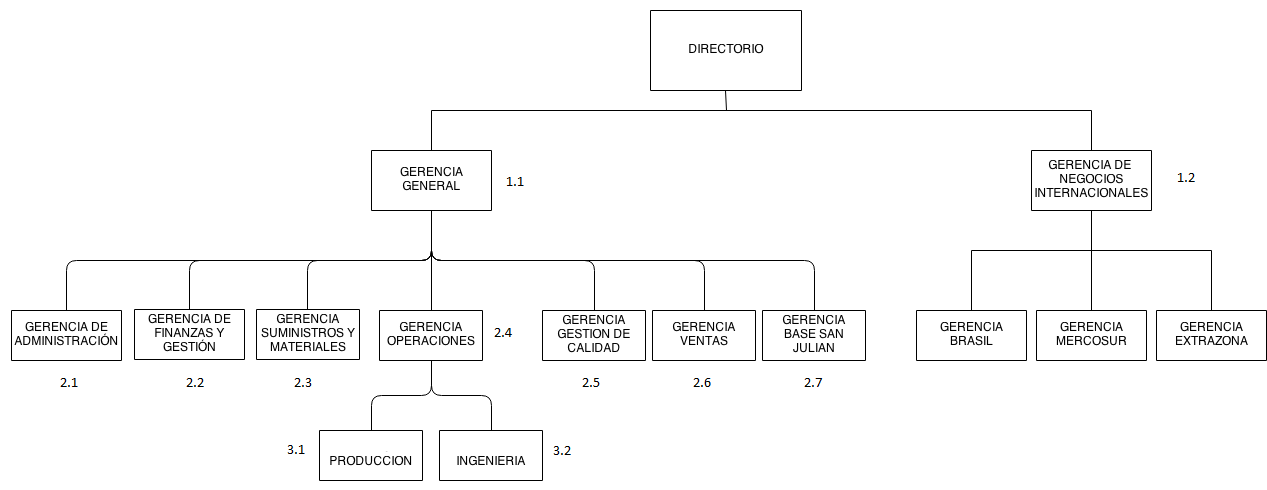 DIRECTORIO
GERENCIA
GENERAL
1.1
GERENCIA DE
NEGOCIOS
INTERNACIONALES
1.2
GERENCIA DE
ADMINISTRACIÓN
2.1
GERENCIA DE
FINANZAS Y
GESTIÓN
2.2
GERENCIA
SUMINISTROS Y
MATERIALES
2.3
GERENCIA
OPERACIONES
2.4
GERENCIA
GESTION DE
CALIDAD
2.5
GERENCIA
VENTAS
2.6
GERENCIA
BASE SAN
JULIAN
2.7
GERENCIA
BRASIL
GERENCIA
MERCOSUR
GERENCIA
EXTRAZONA
3.1
PRODUCCION
INGENIERIA
3.2